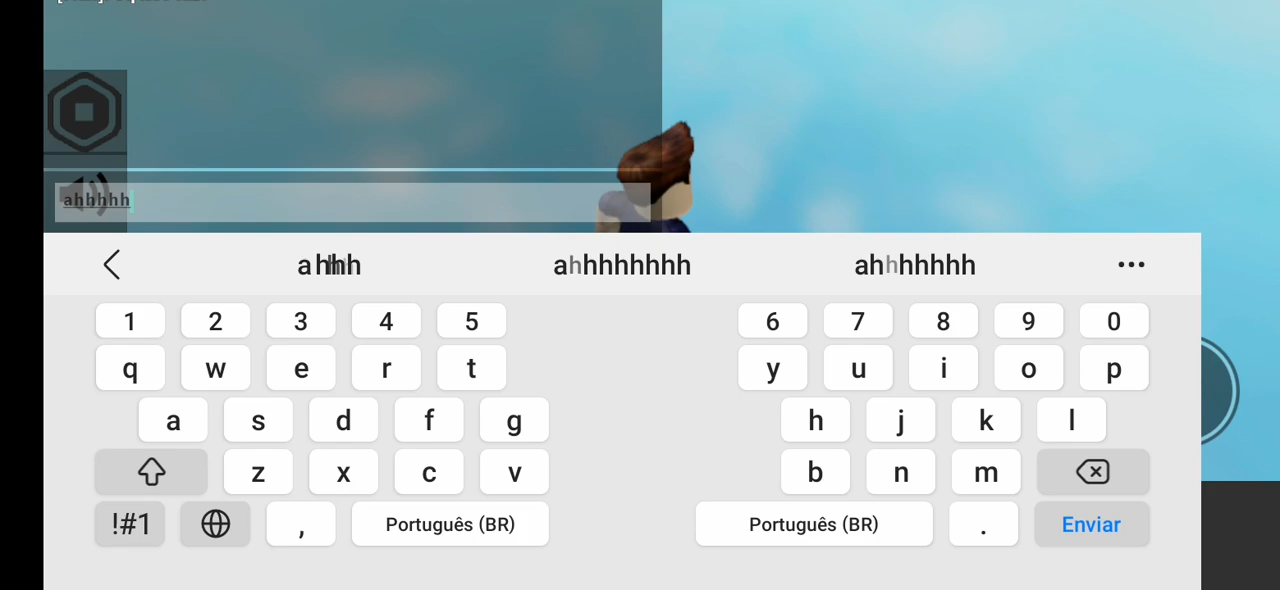 ahhhhh
ahhhhhhhh
ahhhhhhh
1 2 3 4 5 6 7 8 9 0
q w e r t y u i o p
a s d f g h j k l
z x c v b n m
!#1 , Português (BR) Português (BR) . Enviar